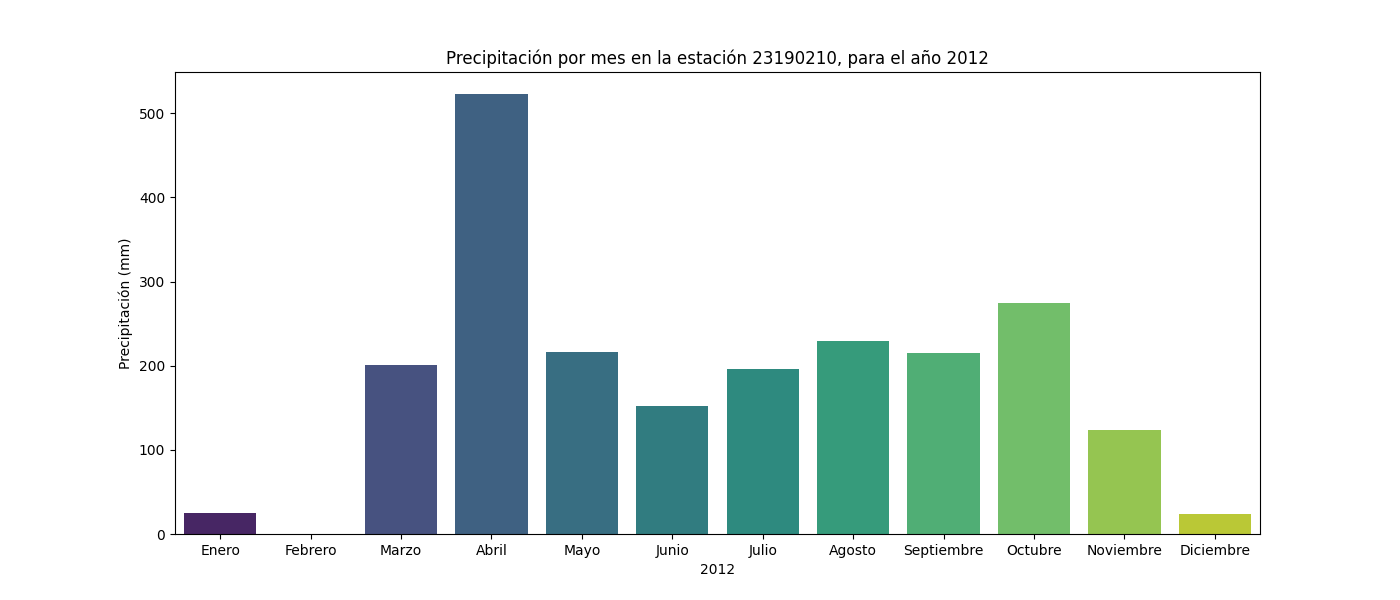 Precipitación por mes en la estación 23190210, para el año 2012
Precipitación (mm)
500
400
300
200
100
0
Enero Febrero Marzo Abril Mayo Junio Julio Agosto Septiembre Octubre Noviembre Diciembre
2012